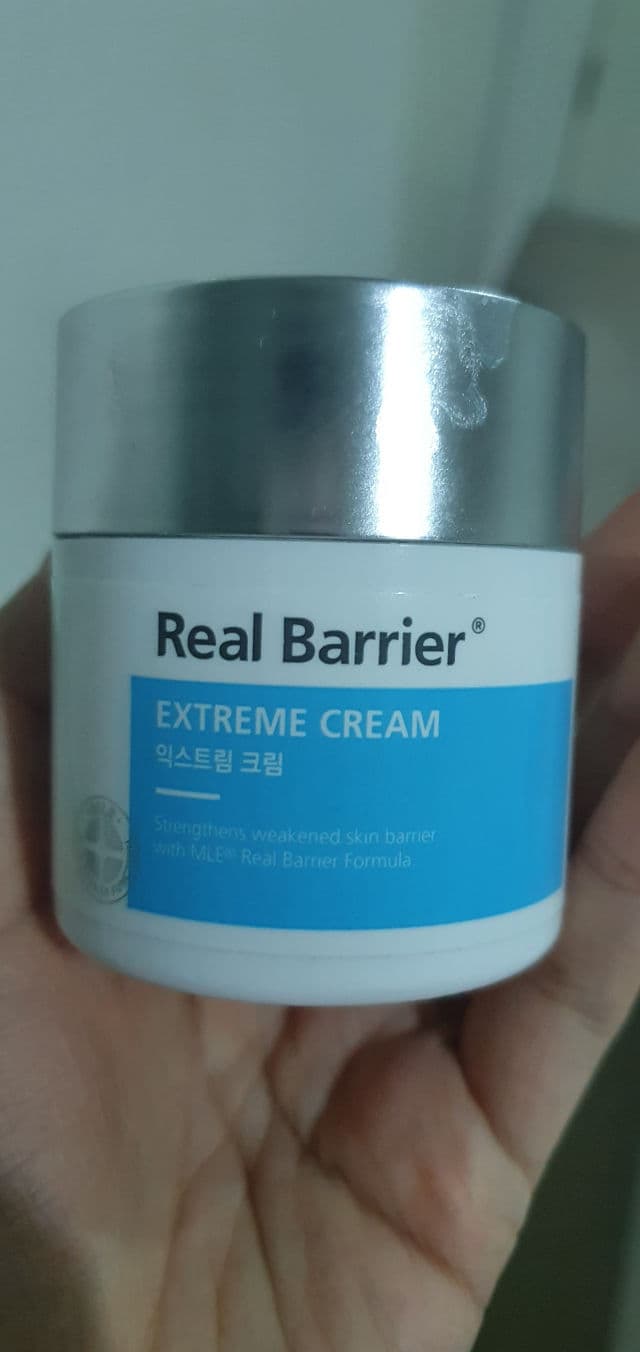 Real Barrier®
EXTREME CREAM
익스트림 크림
Strengthens weakened skin barrier
with MLE® Real Barrier Formula